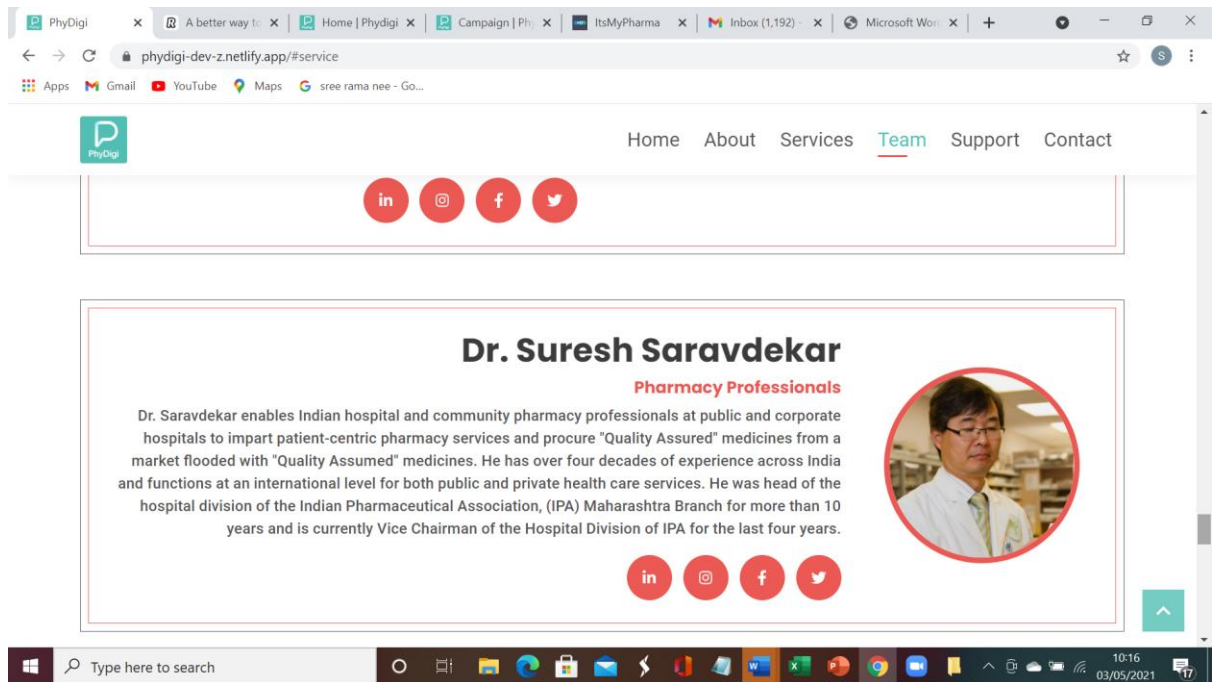 PhyDigi
A better way to
Home | Phydigi
Campaign | Ph
ItsMyPharma
Inbox (1,192) -
Microsoft Wor
phydigi-dev-z.netlify.app/#service
S
Apps
Gmail
YouTube
Maps
sree rama nee - Go...
PhyDigi
Home
About
Services
Team
Support
Contact
Dr. Suresh Saravdekar
Pharmacy Professionals
Dr. Saravdekar enables Indian hospital and community pharmacy professionals at public and corporate
hospitals to impart patient-centric pharmacy services and procure "Quality Assured" medicines from a
market flooded with "Quality Assumed" medicines. He has over four decades of experience across India
and functions at an international level for both public and private health care services. He was head of the
hospital division of the Indian Pharmaceutical Association, (IPA) Maharashtra Branch for more than 10
years and is currently Vice Chairman of the Hospital Division of IPA for the last four years.
Type here to search
10:16
03/05/2021
17